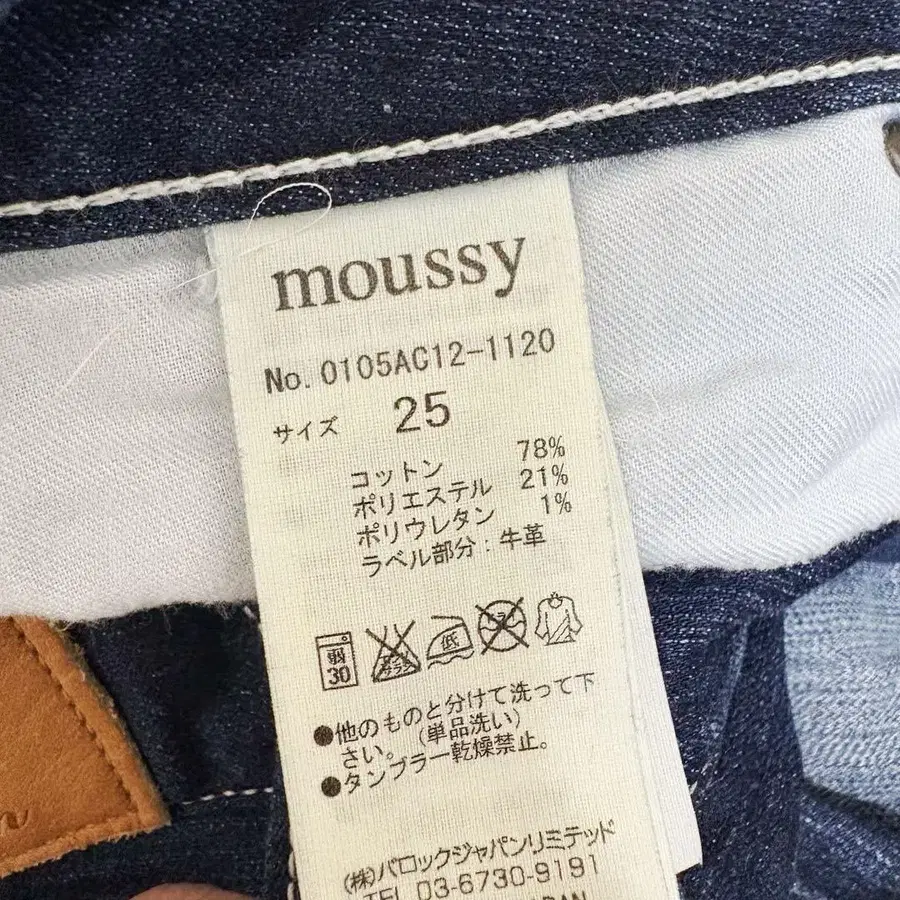 moussy
No. 0105AC12-1120
サイズ 25
コットン 78%
ポリエステル 21%
ポリウレタン 1%
ラベル部分：牛革
弱 30
低
●他のものと分けて洗って下
さい。（単品洗い）
●タンブラー乾燥禁止。
(株)バロックジャパンリミテッド
TEL 03-6730-9191